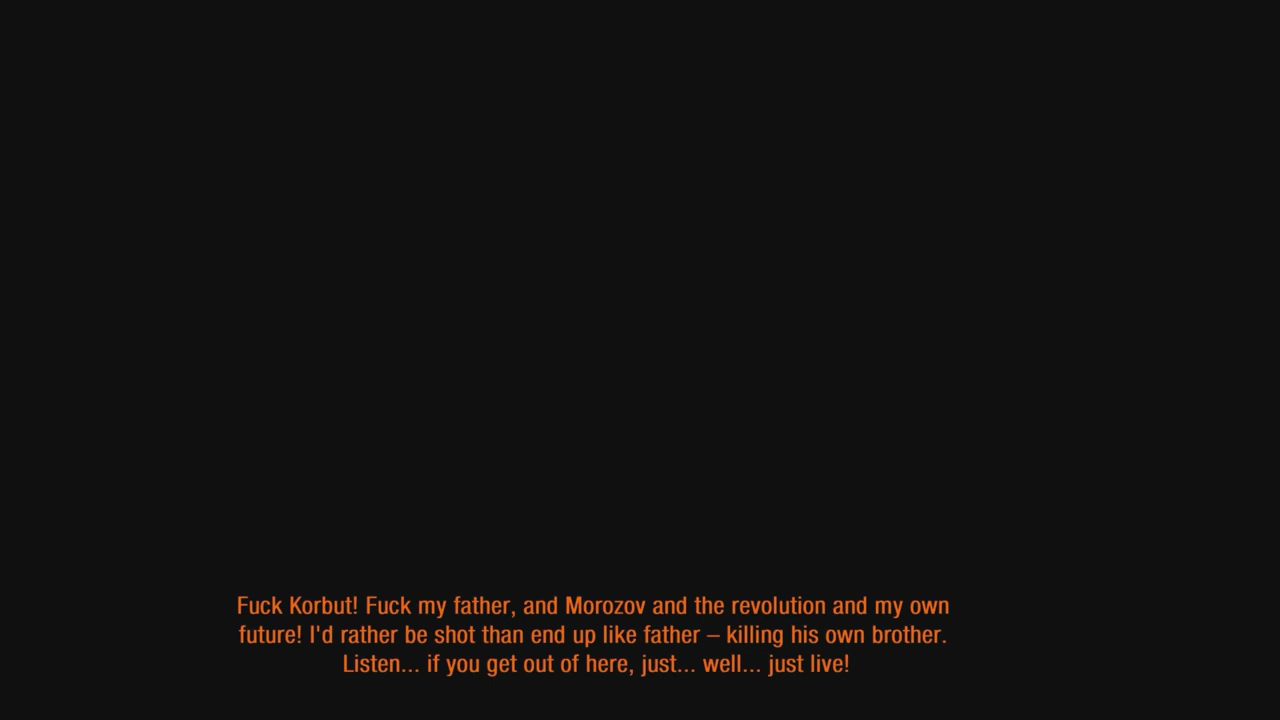 Fuck Korbut! Fuck my father, and Morozov and the revolution and my own
future! I'd rather be shot than end up like father – killing his own brother.
Listen... if you get out of here, just... well... just live!